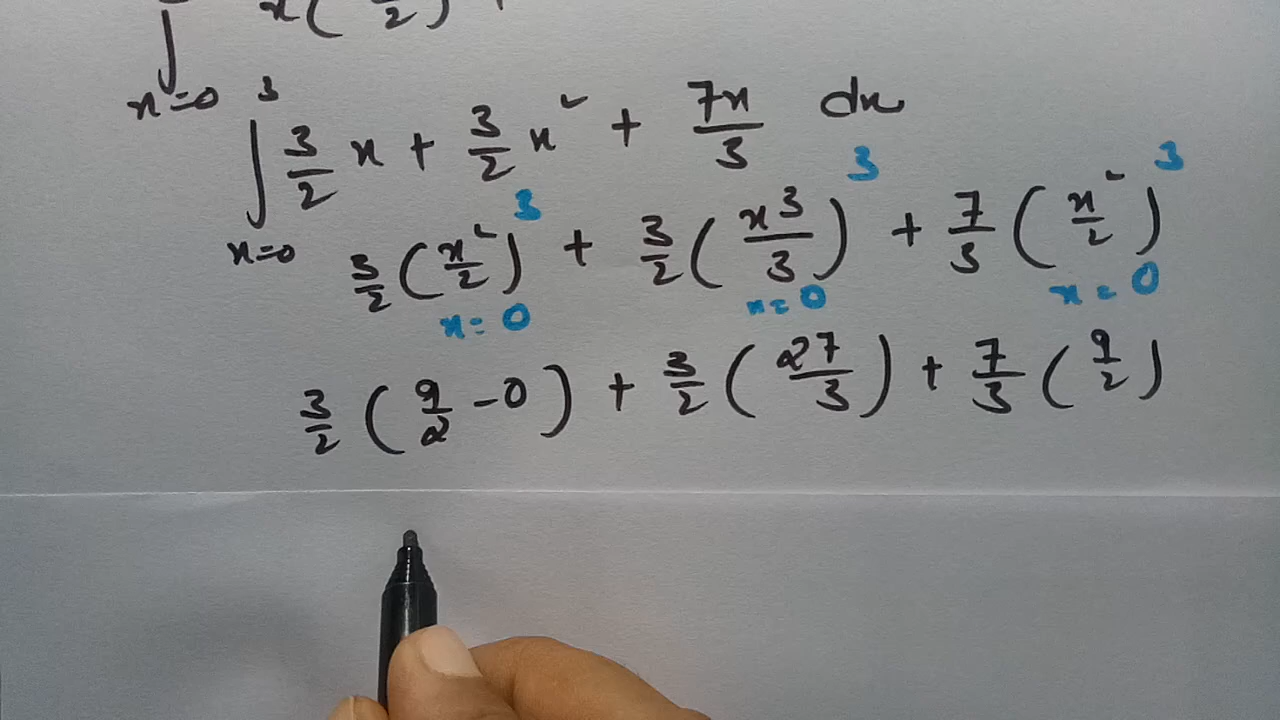 ∫ x( /2)
x=0
∫ 3/2 x + 3/2 x² + 7x/3 dx
3
x=0
3/2 (x²/2) + 3/2 (x3/3) + 7/3 (x²/2)
3 3 3
x=0 x=0 x=0
3/2 (9/2 - 0) + 3/2 (27/3) + 7/3 (9/2)